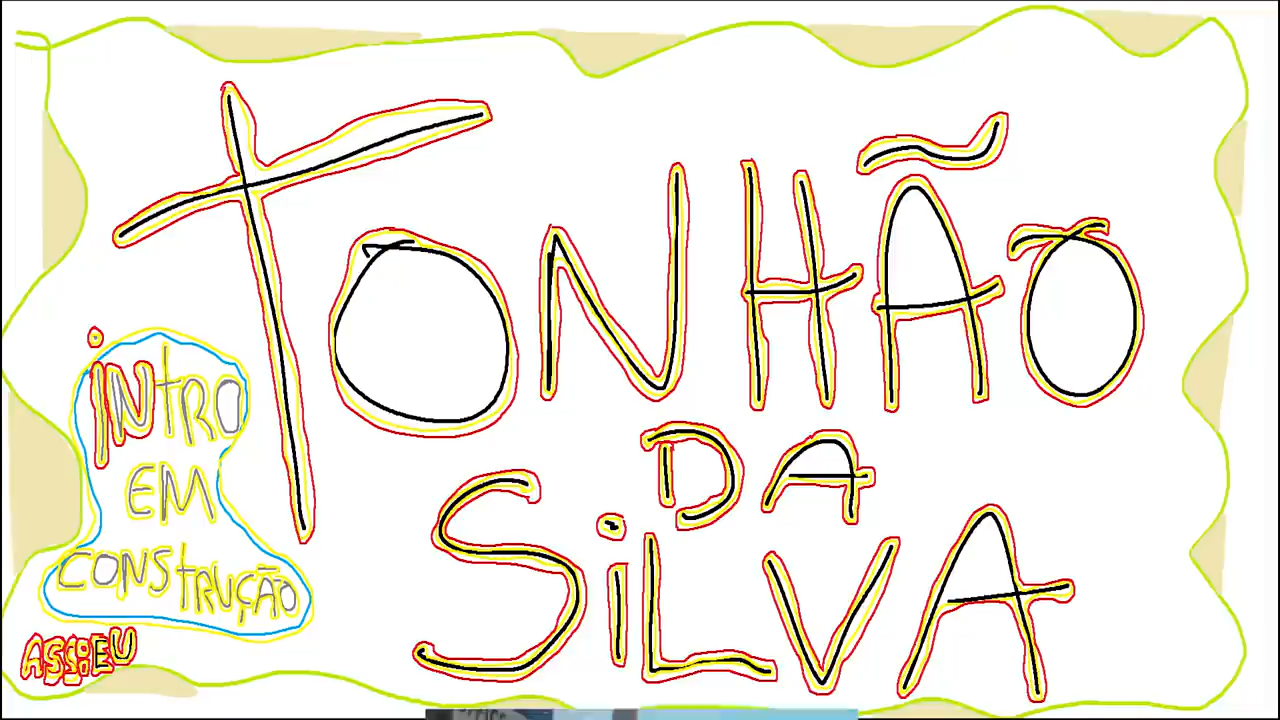 TONHÃO
DA
SiLVA
iNtRO
EM
CONSTRUÇÃO
ASS:EU